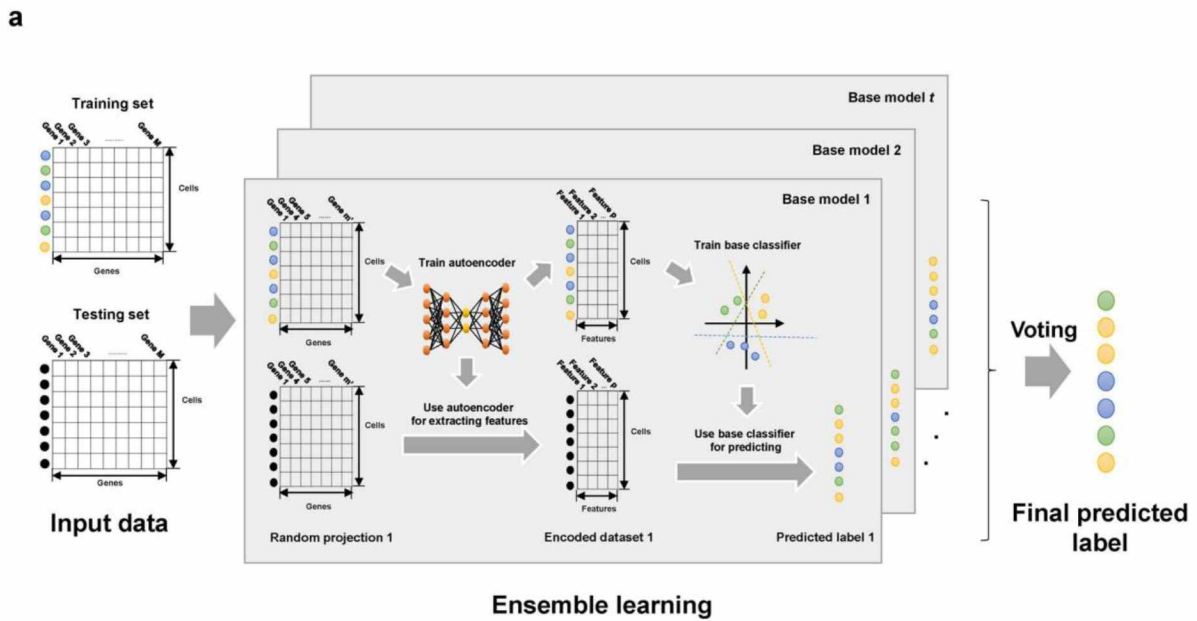 a
Training set
Gene 1
Gene 2
Gene 3
Gene M
Cells
Genes
Testing set
Gene 1
Gene 2
Gene 3
Gene M
Cells
Genes
Input data
Base model t
Base model 2
Base model 1
Gene 1
Gene 4
Gene 5
Gene m'
Cells
Genes
Train autoencoder
Feature 1
Feature 2
Feature p
Cells
Features
Train base classifier
Gene 1
Gene 4
Gene 5
Gene m'
Cells
Genes
Use autoencoder
for extracting features
Feature 1
Feature 2
Feature p
Cells
Features
Use base classifier
for predicting
Random projection 1
Encoded dataset 1
Predicted label 1
Voting
Final predicted
label
Ensemble learning